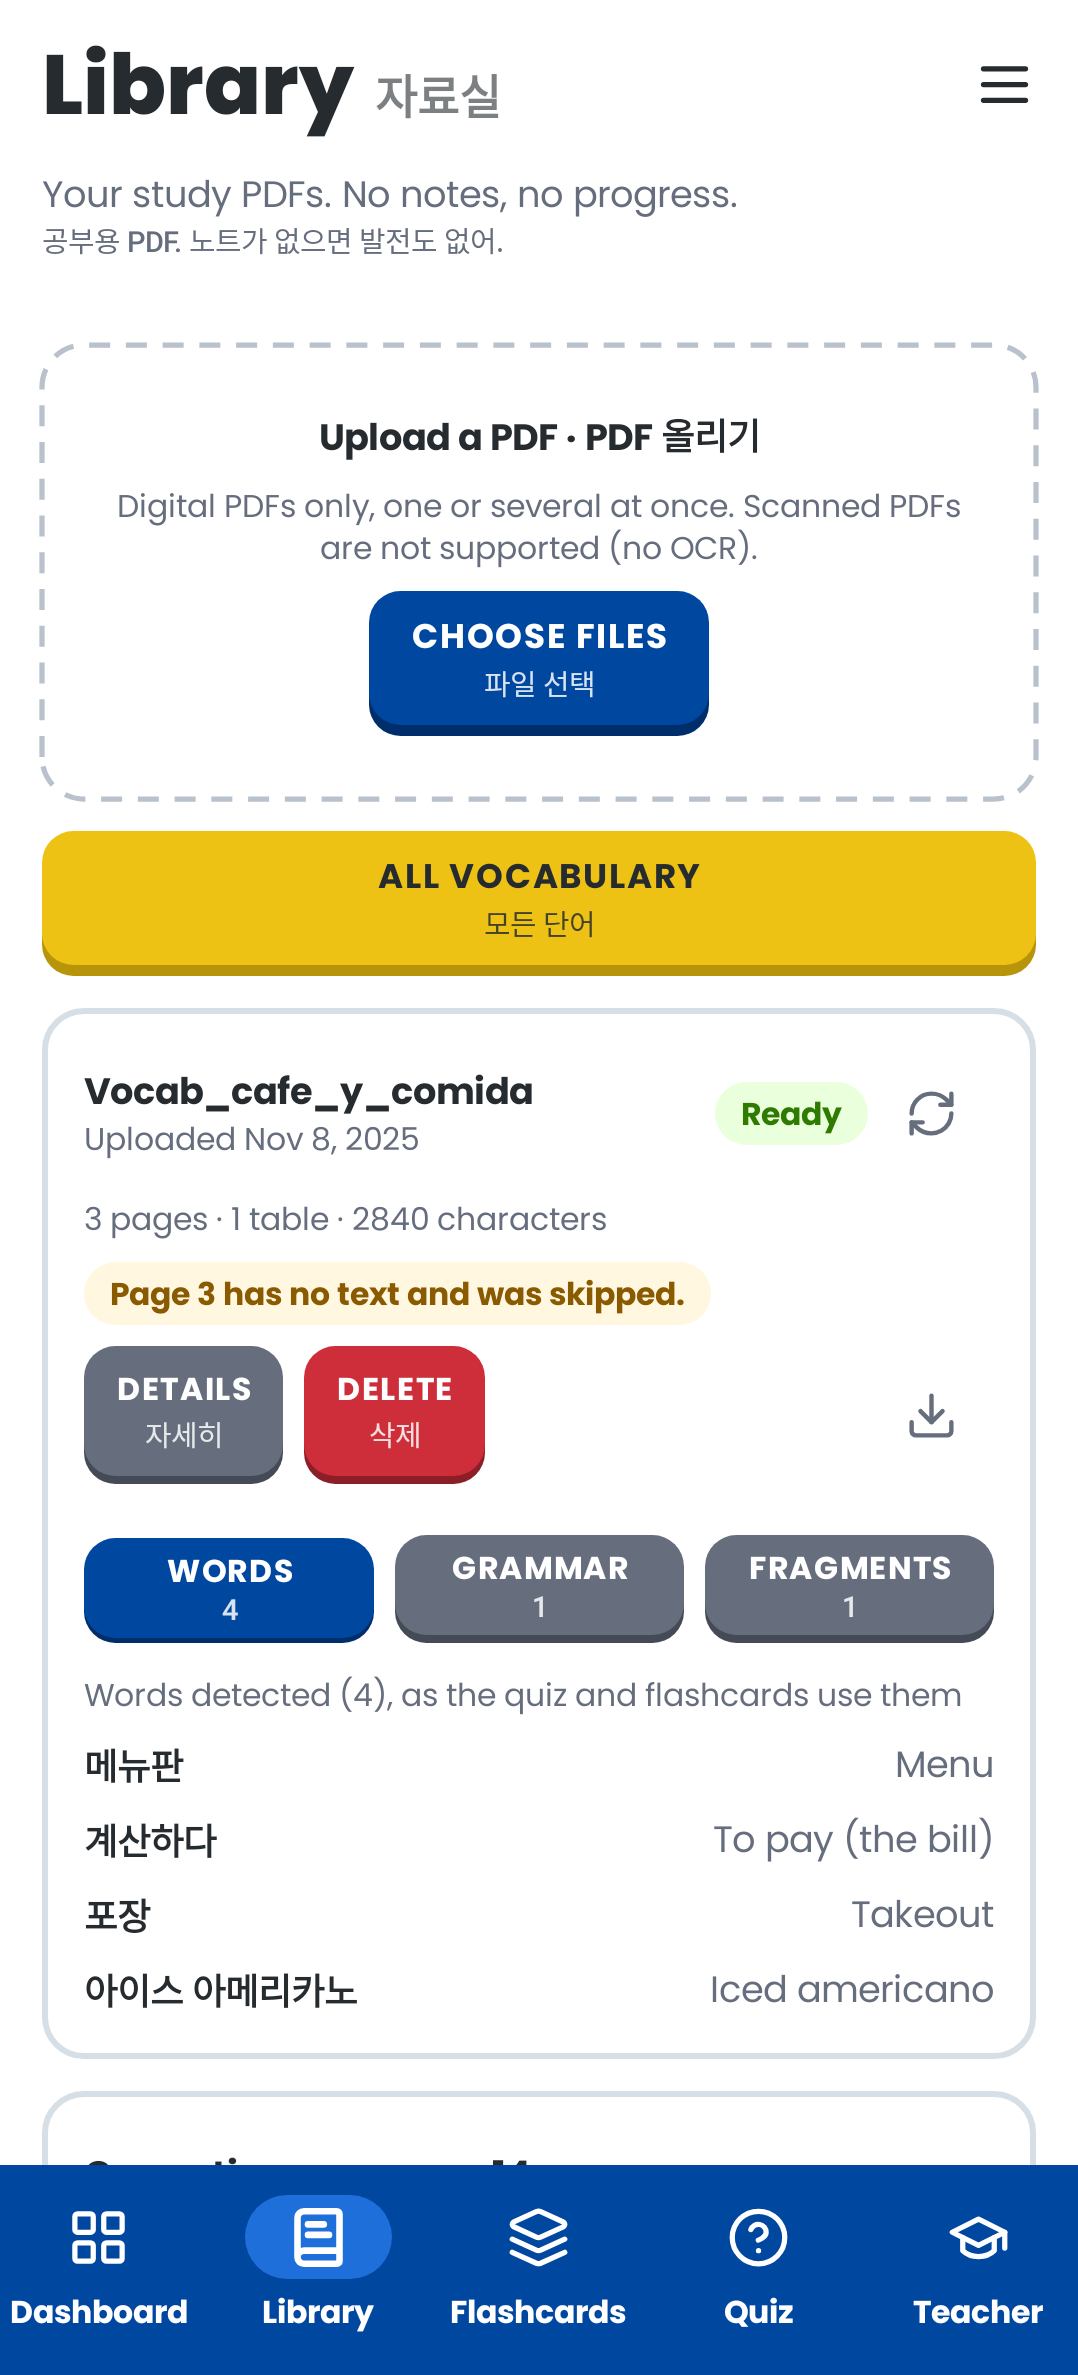 Library 자료실
Your study PDFs. No notes, no progress.
공부용 PDF. 노트가 없으면 발전도 없어.
Upload a PDF · PDF 올리기
Digital PDFs only, one or several at once. Scanned PDFs
are not supported (no OCR).
CHOOSE FILES
파일 선택
ALL VOCABULARY
모든 단어
Vocab_cafe_y_comida
Uploaded Nov 8, 2025
Ready
3 pages · 1 table · 2840 characters
Page 3 has no text and was skipped.
DETAILS
자세히
DELETE
삭제
WORDS
4
GRAMMAR
1
FRAGMENTS
1
Words detected (4), as the quiz and flashcards use them
메뉴판 Menu
계산하다 To pay (the bill)
포장 Takeout
아이스 아메리카노 Iced americano
Dashboard
Library
Flashcards
Quiz
Teacher